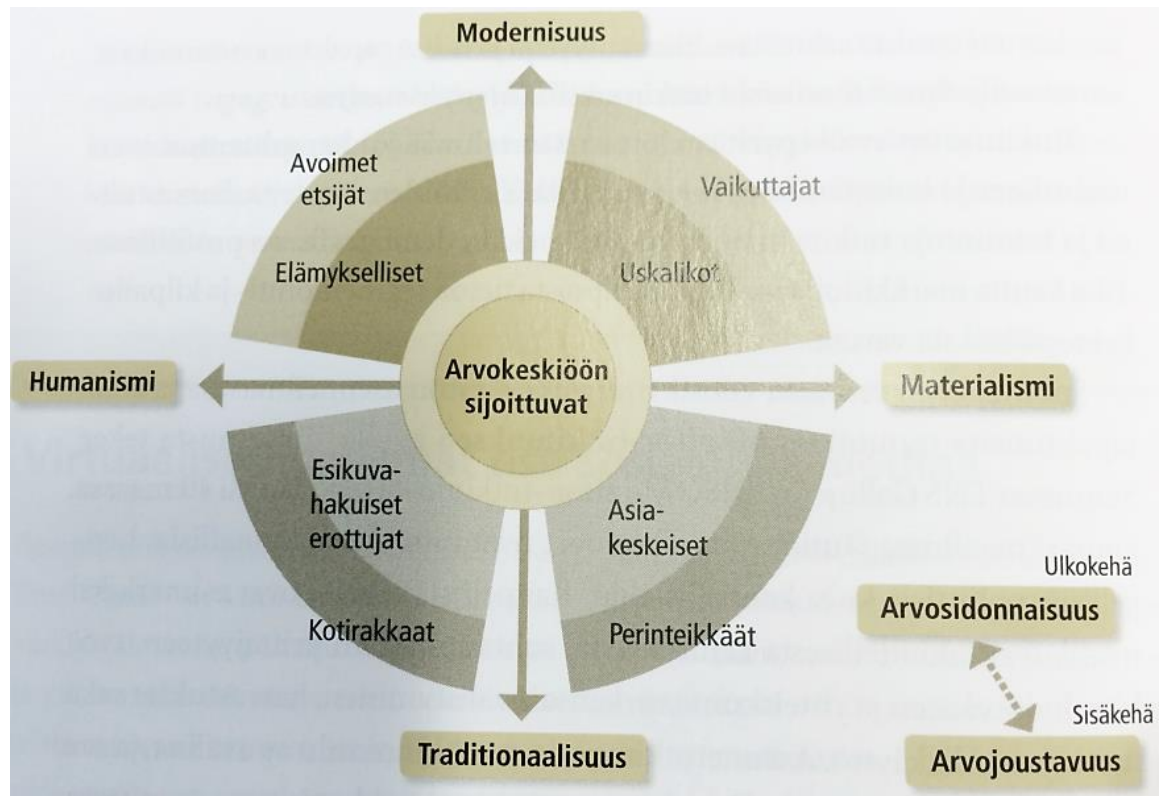 Modernisuus
Avoimet
etsijät
Vaikuttajat
Elämykselliset
Uskalikot
Humanismi
Arvokeskiöön
sijoittuvat
Materialismi
Esikuva-
hakuiset
erottujat
Asia-
keskeiset
Kotirakkaat
Perinteikkäät
Traditionaalisuus
Ulkokehä
Arvosidonnaisuus
Sisäkehä
Arvojoustavuus